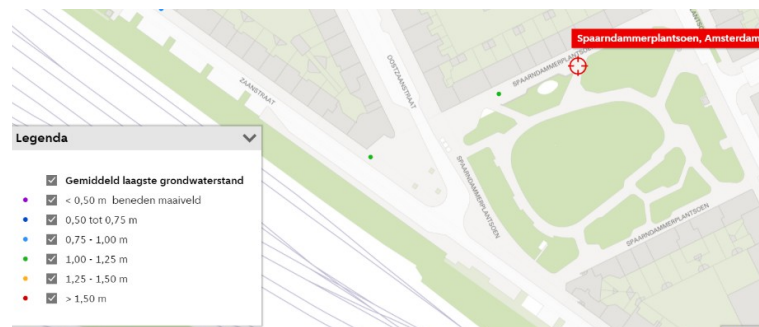 Spaarndammerplantsoen, Amsterdam
SPAARNDAMMERPLANTSOEN
OOSTZAANSTRAAT
ZAANSTRAAT
Legenda
SPAARNDAMMERPLANTSOEN
Gemiddeld laagste grondwaterstand
< 0,50 m beneden maaiveld
0,50 tot 0,75 m
SPAARNDAMMERPLANTSOEN
0,75 - 1,00 m
1,00 - 1,25 m
1,25 - 1,50 m
> 1,50 m